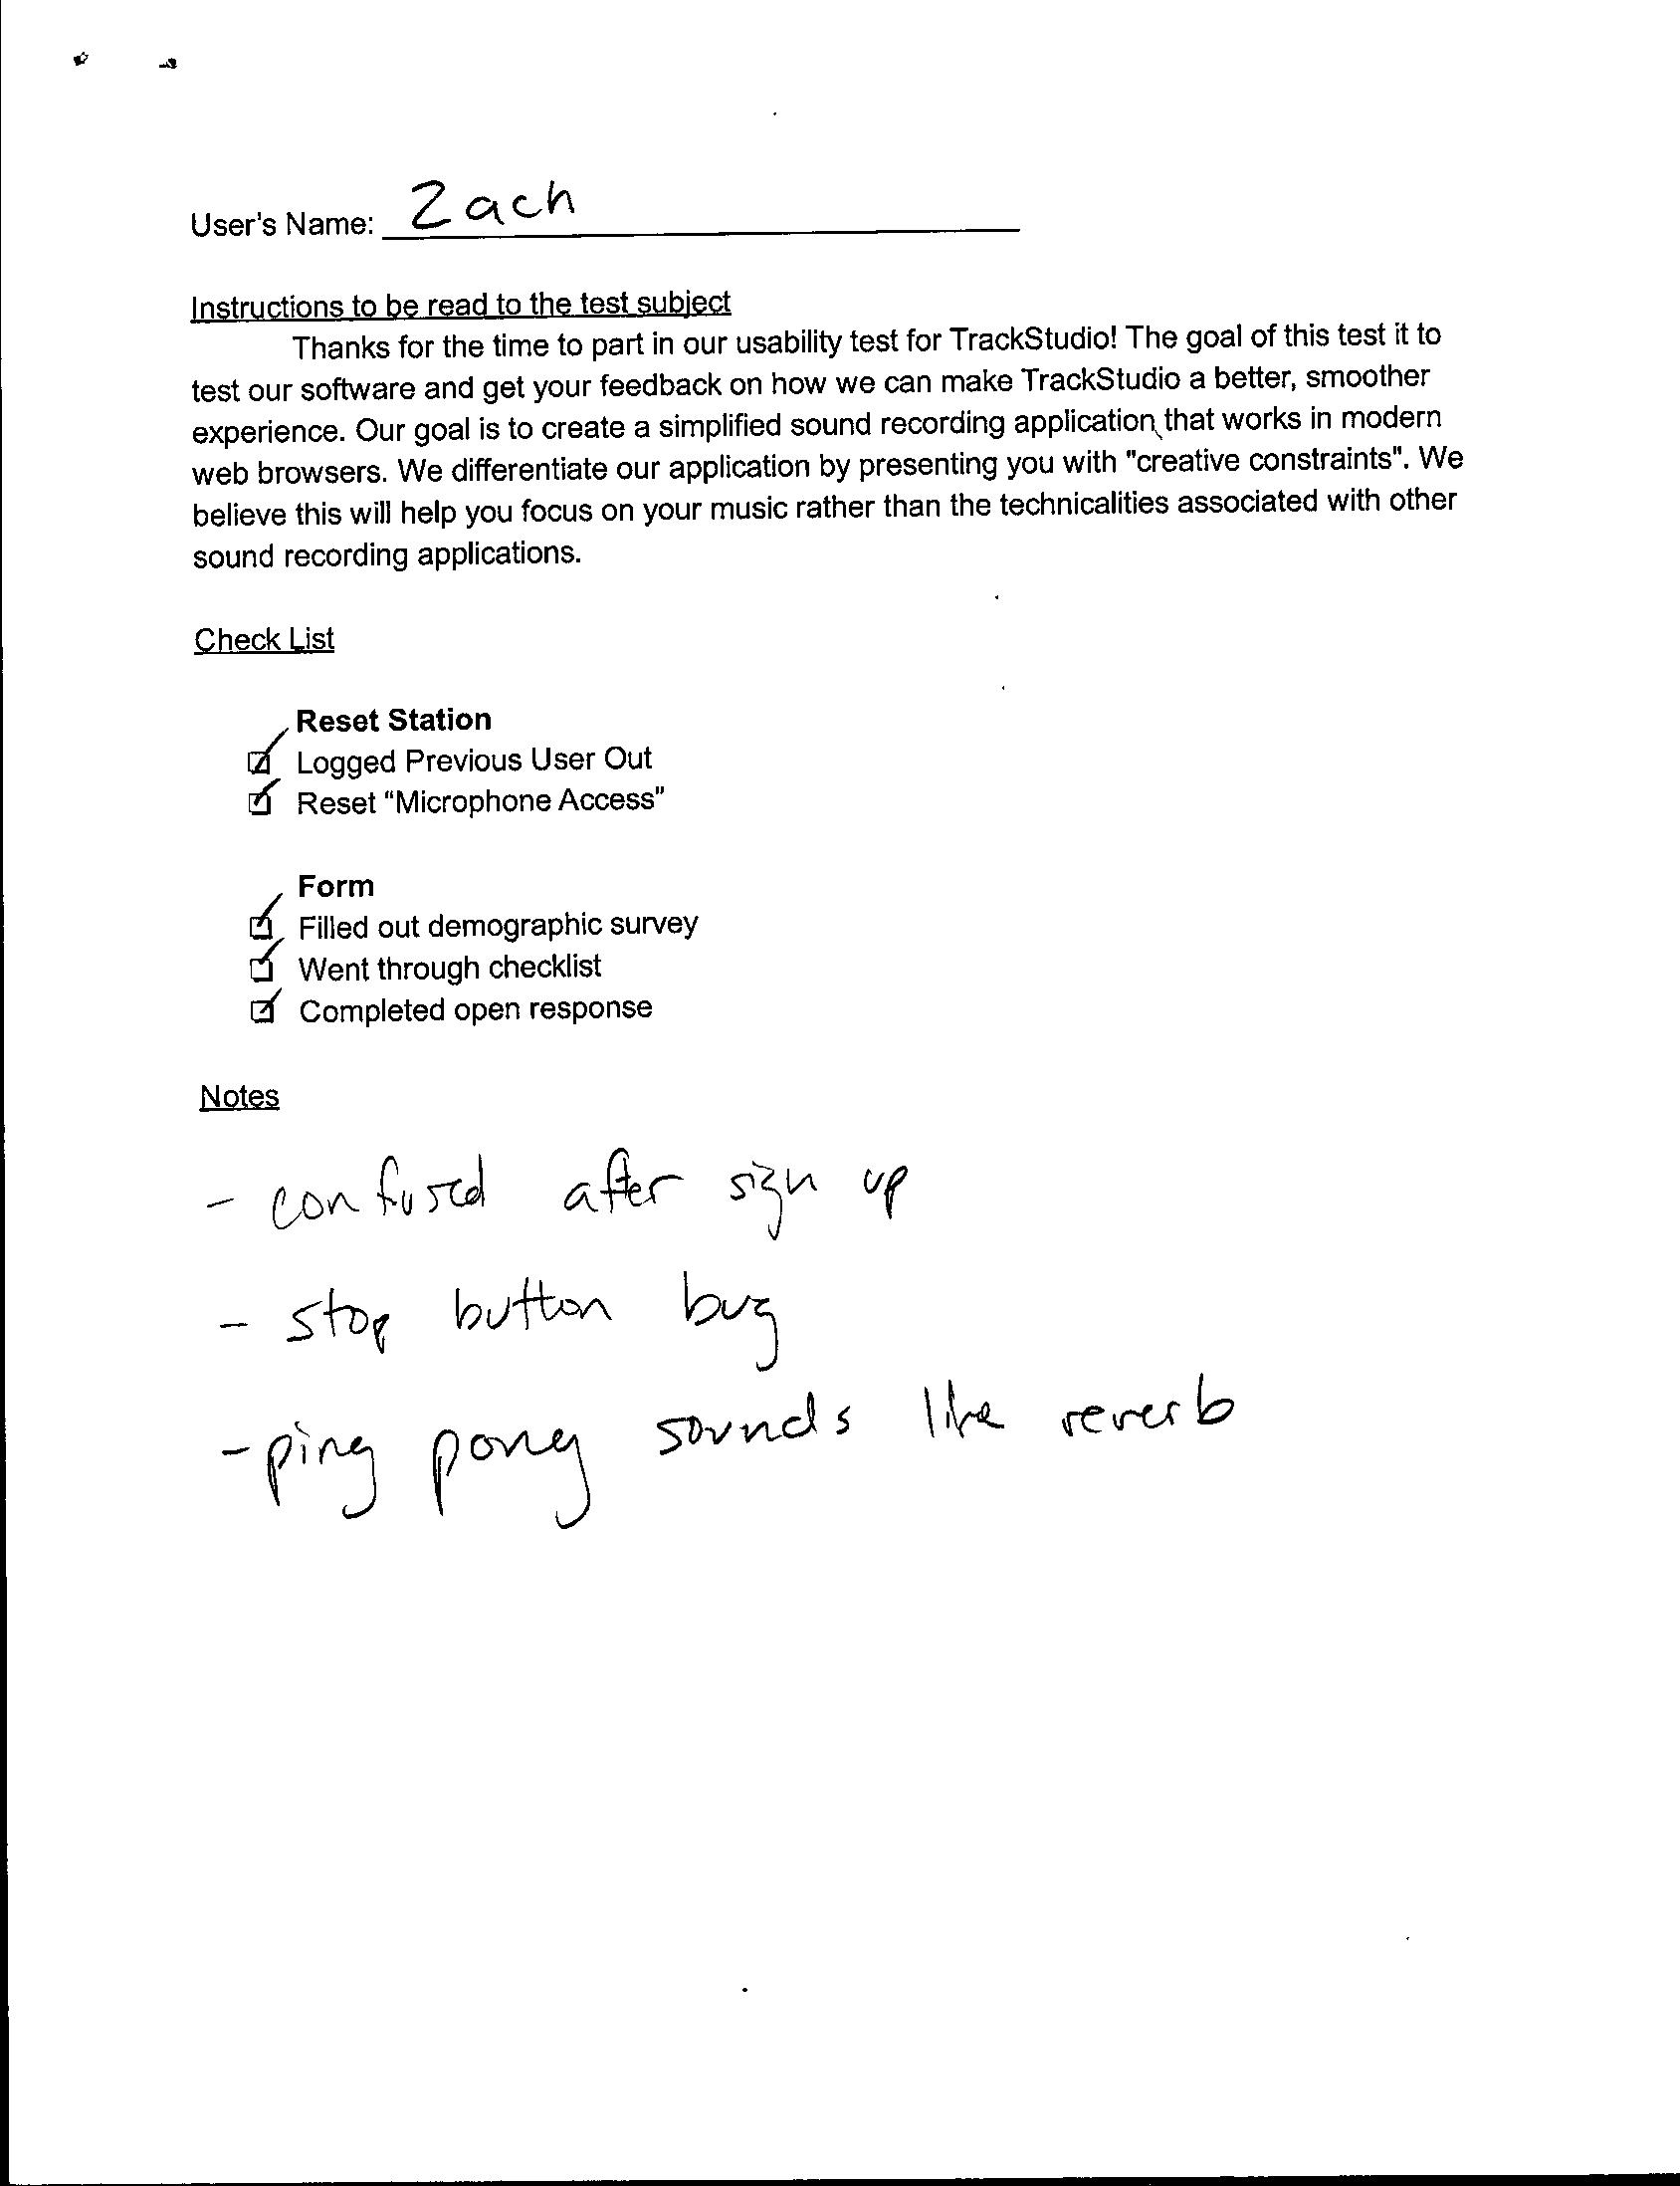 User's Name: Zach
Instructions to be read to the test subject
Thanks for the time to part in our usability test for TrackStudio! The goal of this test it to
test our software and get your feedback on how we can make TrackStudio a better, smoother
experience. Our goal is to create a simplified sound recording application that works in modern
web browsers. We differentiate our application by presenting you with "creative constraints". We
believe this will help you focus on your music rather than the technicalities associated with other
sound recording applications.
Check List
Reset Station
Logged Previous User Out
Reset “Microphone Access”
Form
Filled out demographic survey
Went through checklist
Completed open response
Notes
- confused after sign up
- stop button bug
- ping pong sounds like reverb